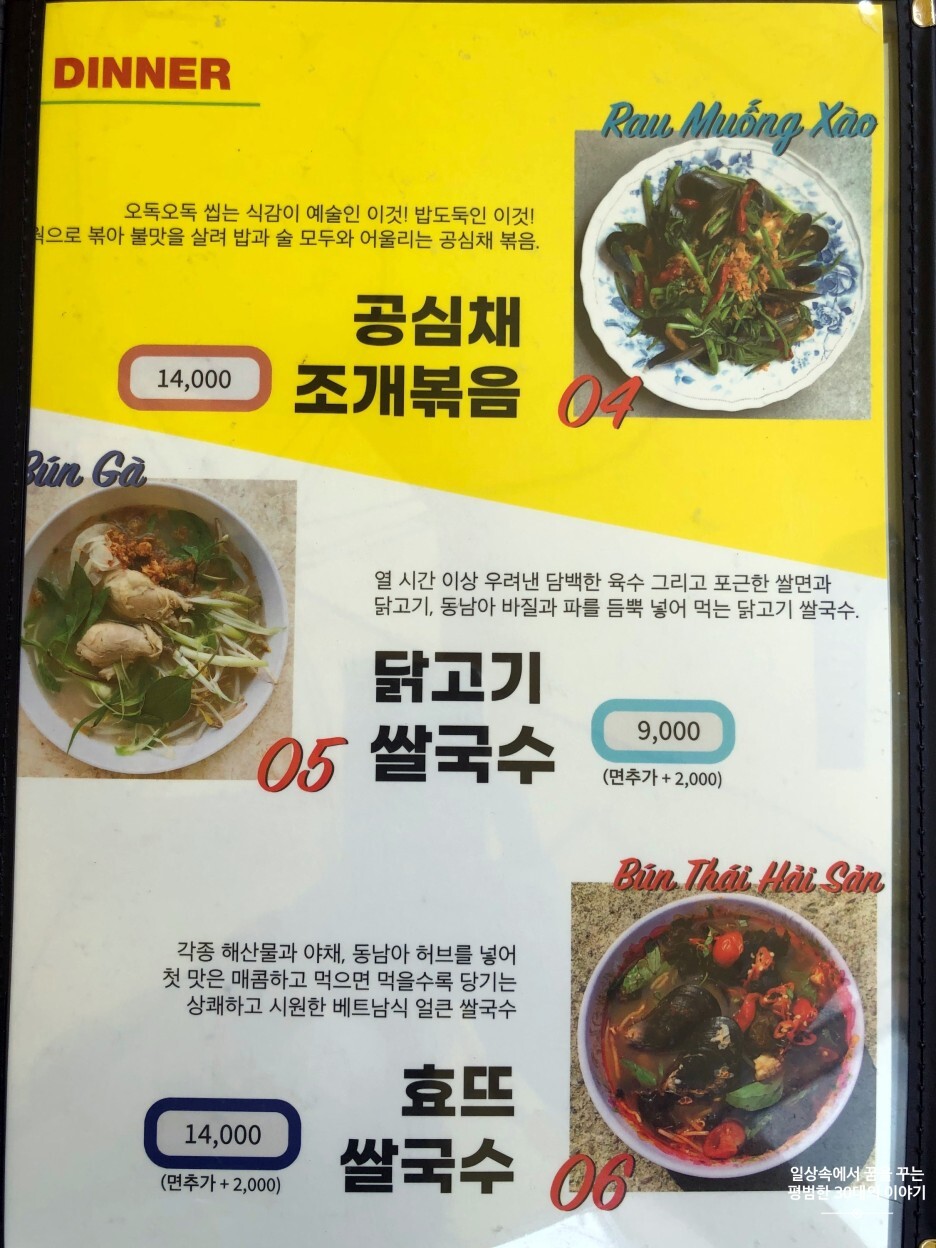 DINNER
Rau Muống Xào
오독오독 씹는 식감이 예술인 이것! 밥도둑인 이것!
볶아 불맛을 살려 밥과 술 모두와 어울리는 공심채 볶음.
공심채
14,000
조개볶음
04
Bún Gà
열 시간 이상 우려낸 담백한 육수 그리고 포근한 쌀면과
닭고기, 동남아 바질과 파를 듬뿍 넣어 먹는 닭고기 쌀국수.
닭고기
쌀국수
05
9,000
(면추가 + 2,000)
Bún Thái Hải Sản
각종 해산물과 야채, 동남아 허브를 넣어
첫 맛은 매콤하고 먹으면 먹을수록 당기는
상쾌하고 시원한 베트남식 얼큰 쌀국수
효뜨
14,000
쌀국수
(면추가 + 2,000)
06
일상속에서 꿈을 꾸는
평범한 30대의 이야기